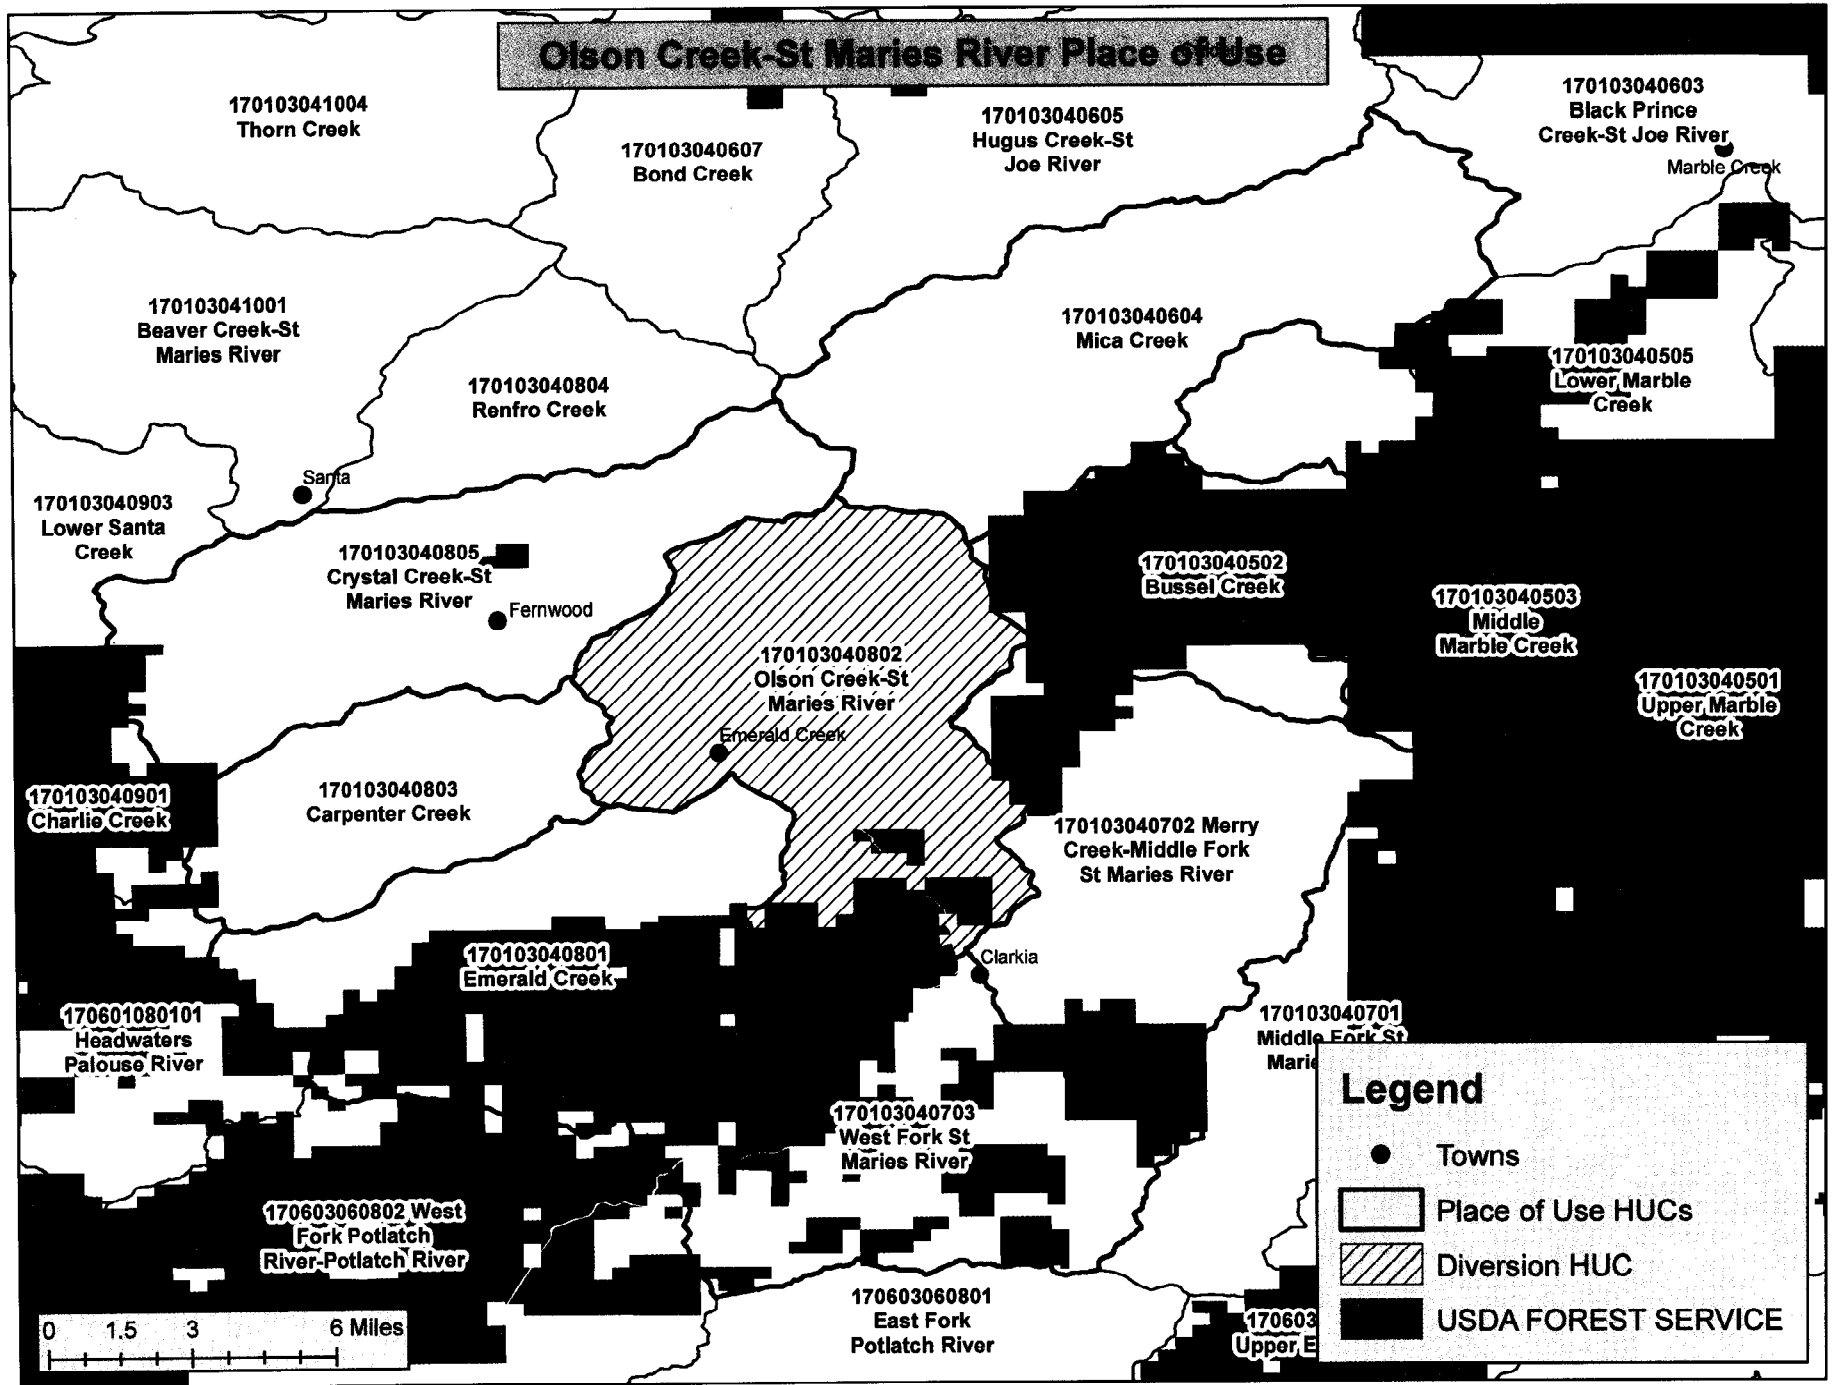 Olson Creek-St Maries River Place of Use
170103041004
Thorn Creek
170103040607
Bond Creek
170103040605
Hugus Creek-St
Joe River
170103040603
Black Prince
Creek-St Joe River
Marble Creek
170103041001
Beaver Creek-St
Maries River
170103040804
Renfro Creek
170103040604
Mica Creek
170103040505
Lower Marble
Creek
Santa
170103040903
Lower Santa
Creek
170103040805
Crystal Creek-St
Maries River
Fernwood
170103040502
Bussel Creek
170103040503
Middle
Marble Creek
170103040802
Olson Creek-St
Maries River
Emerald Creek
170103040501
Upper Marble
Creek
170103040901
Charlie Creek
170103040803
Carpenter Creek
170103040702 Merry
Creek-Middle Fork
St Maries River
170103040801
Emerald Creek
Clarkia
170601080101
Headwaters
Palouse River
170103040701
Middle Fork St
Marie
170103040703
West Fork St
Maries River
170603060802 West
Fork Potlatch
River-Potlatch River
170603060801
East Fork
Potlatch River
170603
Upper E
Legend
Towns
Place of Use HUCs
Diversion HUC
USDA FOREST SERVICE
0 1.5 3 6 Miles